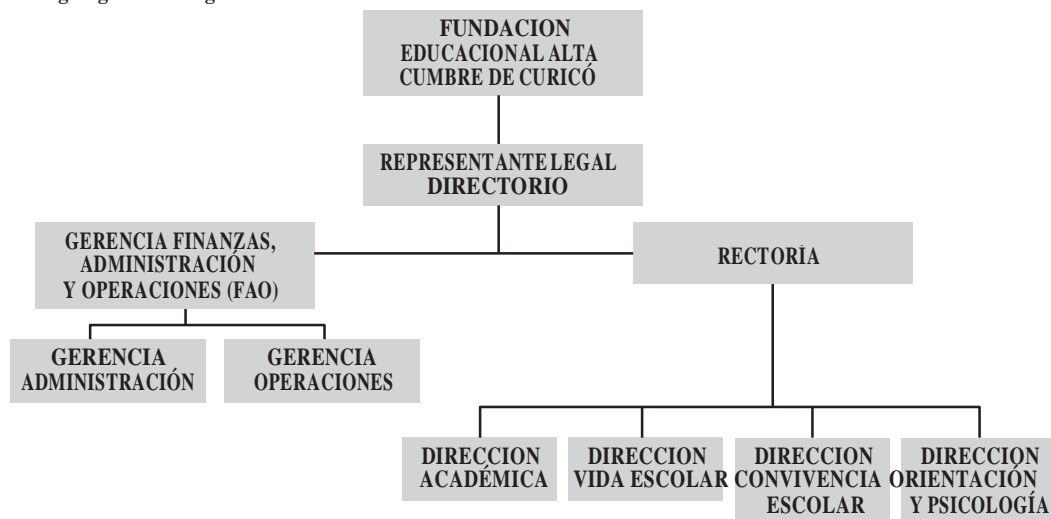 FUNDACION
EDUCACIONAL ALTA
CUMBRE DE CURICÓ
REPRESENTANTE LEGAL
DIRECTORIO
GERENCIA FINANZAS,
ADMINISTRACIÓN
Y OPERACIONES (FAO)
RECTORÍA
GERENCIA
ADMINISTRACIÓN
GERENCIA
OPERACIONES
DIRECCION
ACADÉMICA
DIRECCION
VIDA ESCOLAR
DIRECCION
CONVIVENCIA
ESCOLAR
DIRECCION
ORIENTACIÓN
Y PSICOLOGÍA